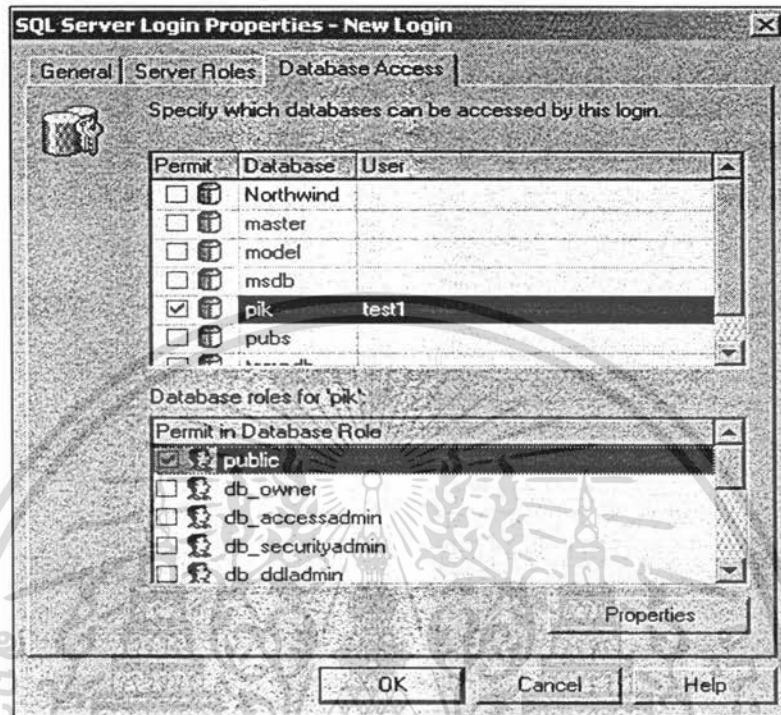 SQL Server Login Properties - New Login
General Server Roles Database Access
Specify which databases can be accessed by this login.
Permit Database User
Northwind
master
model
msdb
pik test1
pubs
Database roles for 'pik':
Permit in Database Role
public
db_owner
db_accessadmin
db_securityadmin
db_ddladmin
Properties
OK Cancel Help